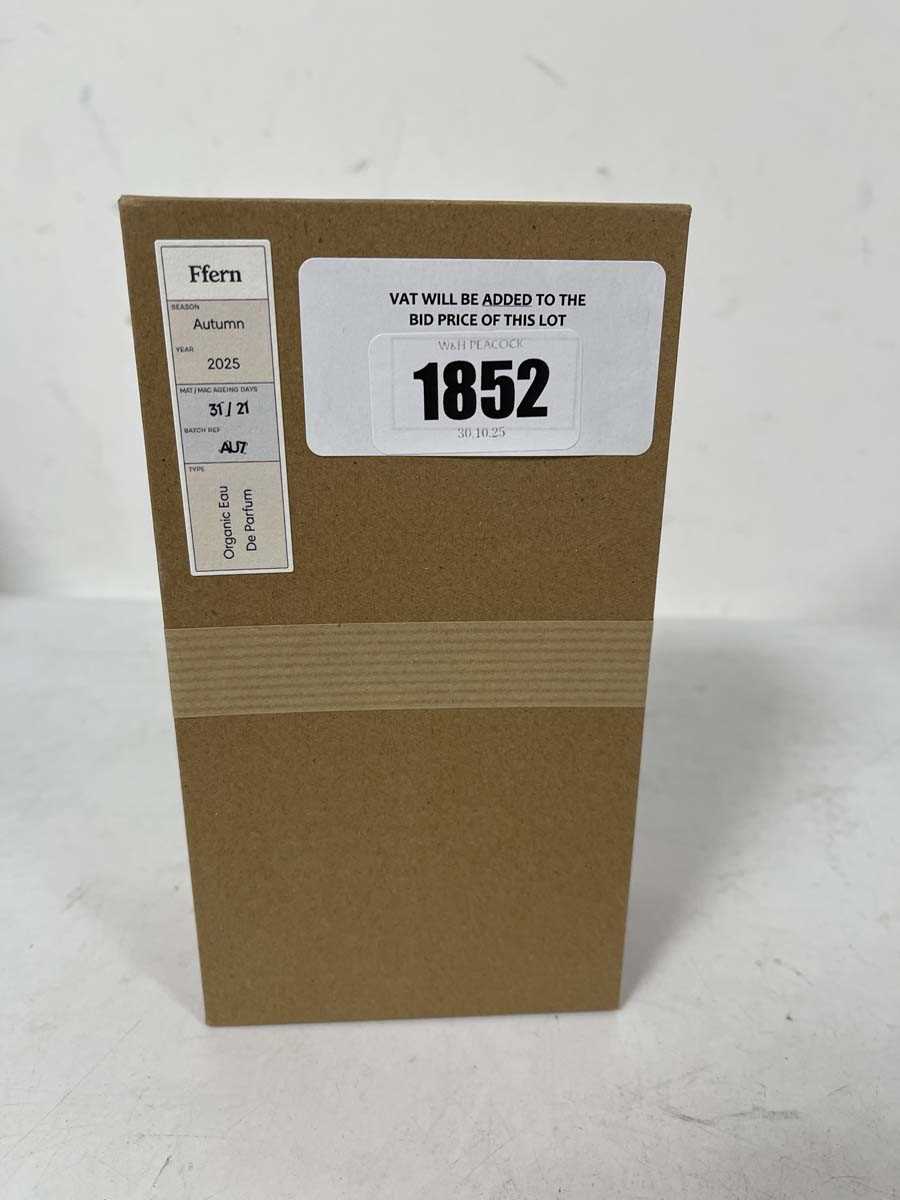 Ffern
SEASON
Autumn
YEAR
2025
MAT / MAC AGEING DAYS
31 / 21
BATCH REF
AU7
TYPE
Organic Eau
De Parfum
VAT WILL BE ADDED TO THE
BID PRICE OF THIS LOT
W&H PEACOCK
1852
30.10.25